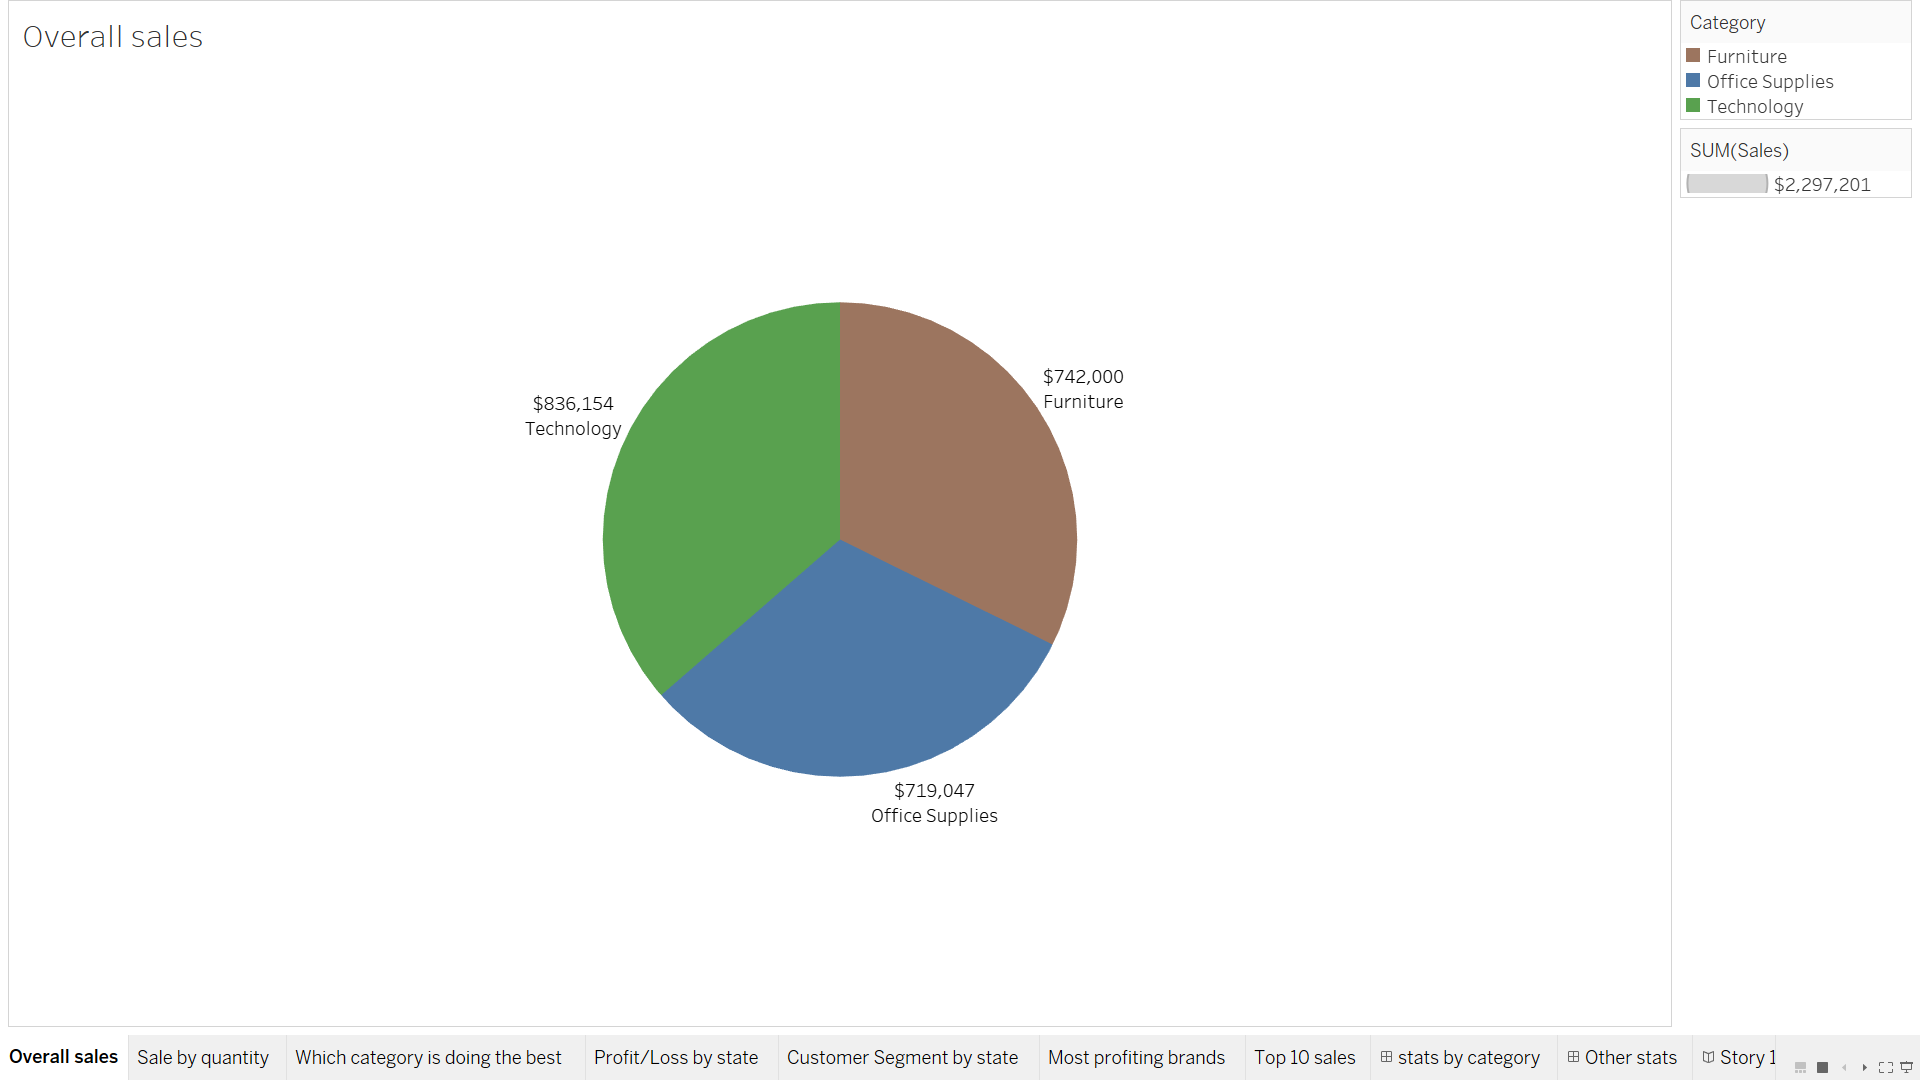 Overall sales
Category
Furniture
Office Supplies
Technology
SUM(Sales)
$2,297,201
$742,000
Furniture
$836,154
Technology
$719,047
Office Supplies
Overall sales
Sale by quantity
Which category is doing the best
Profit/Loss by state
Customer Segment by state
Most profiting brands
Top 10 sales
stats by category
Other stats
Story 1